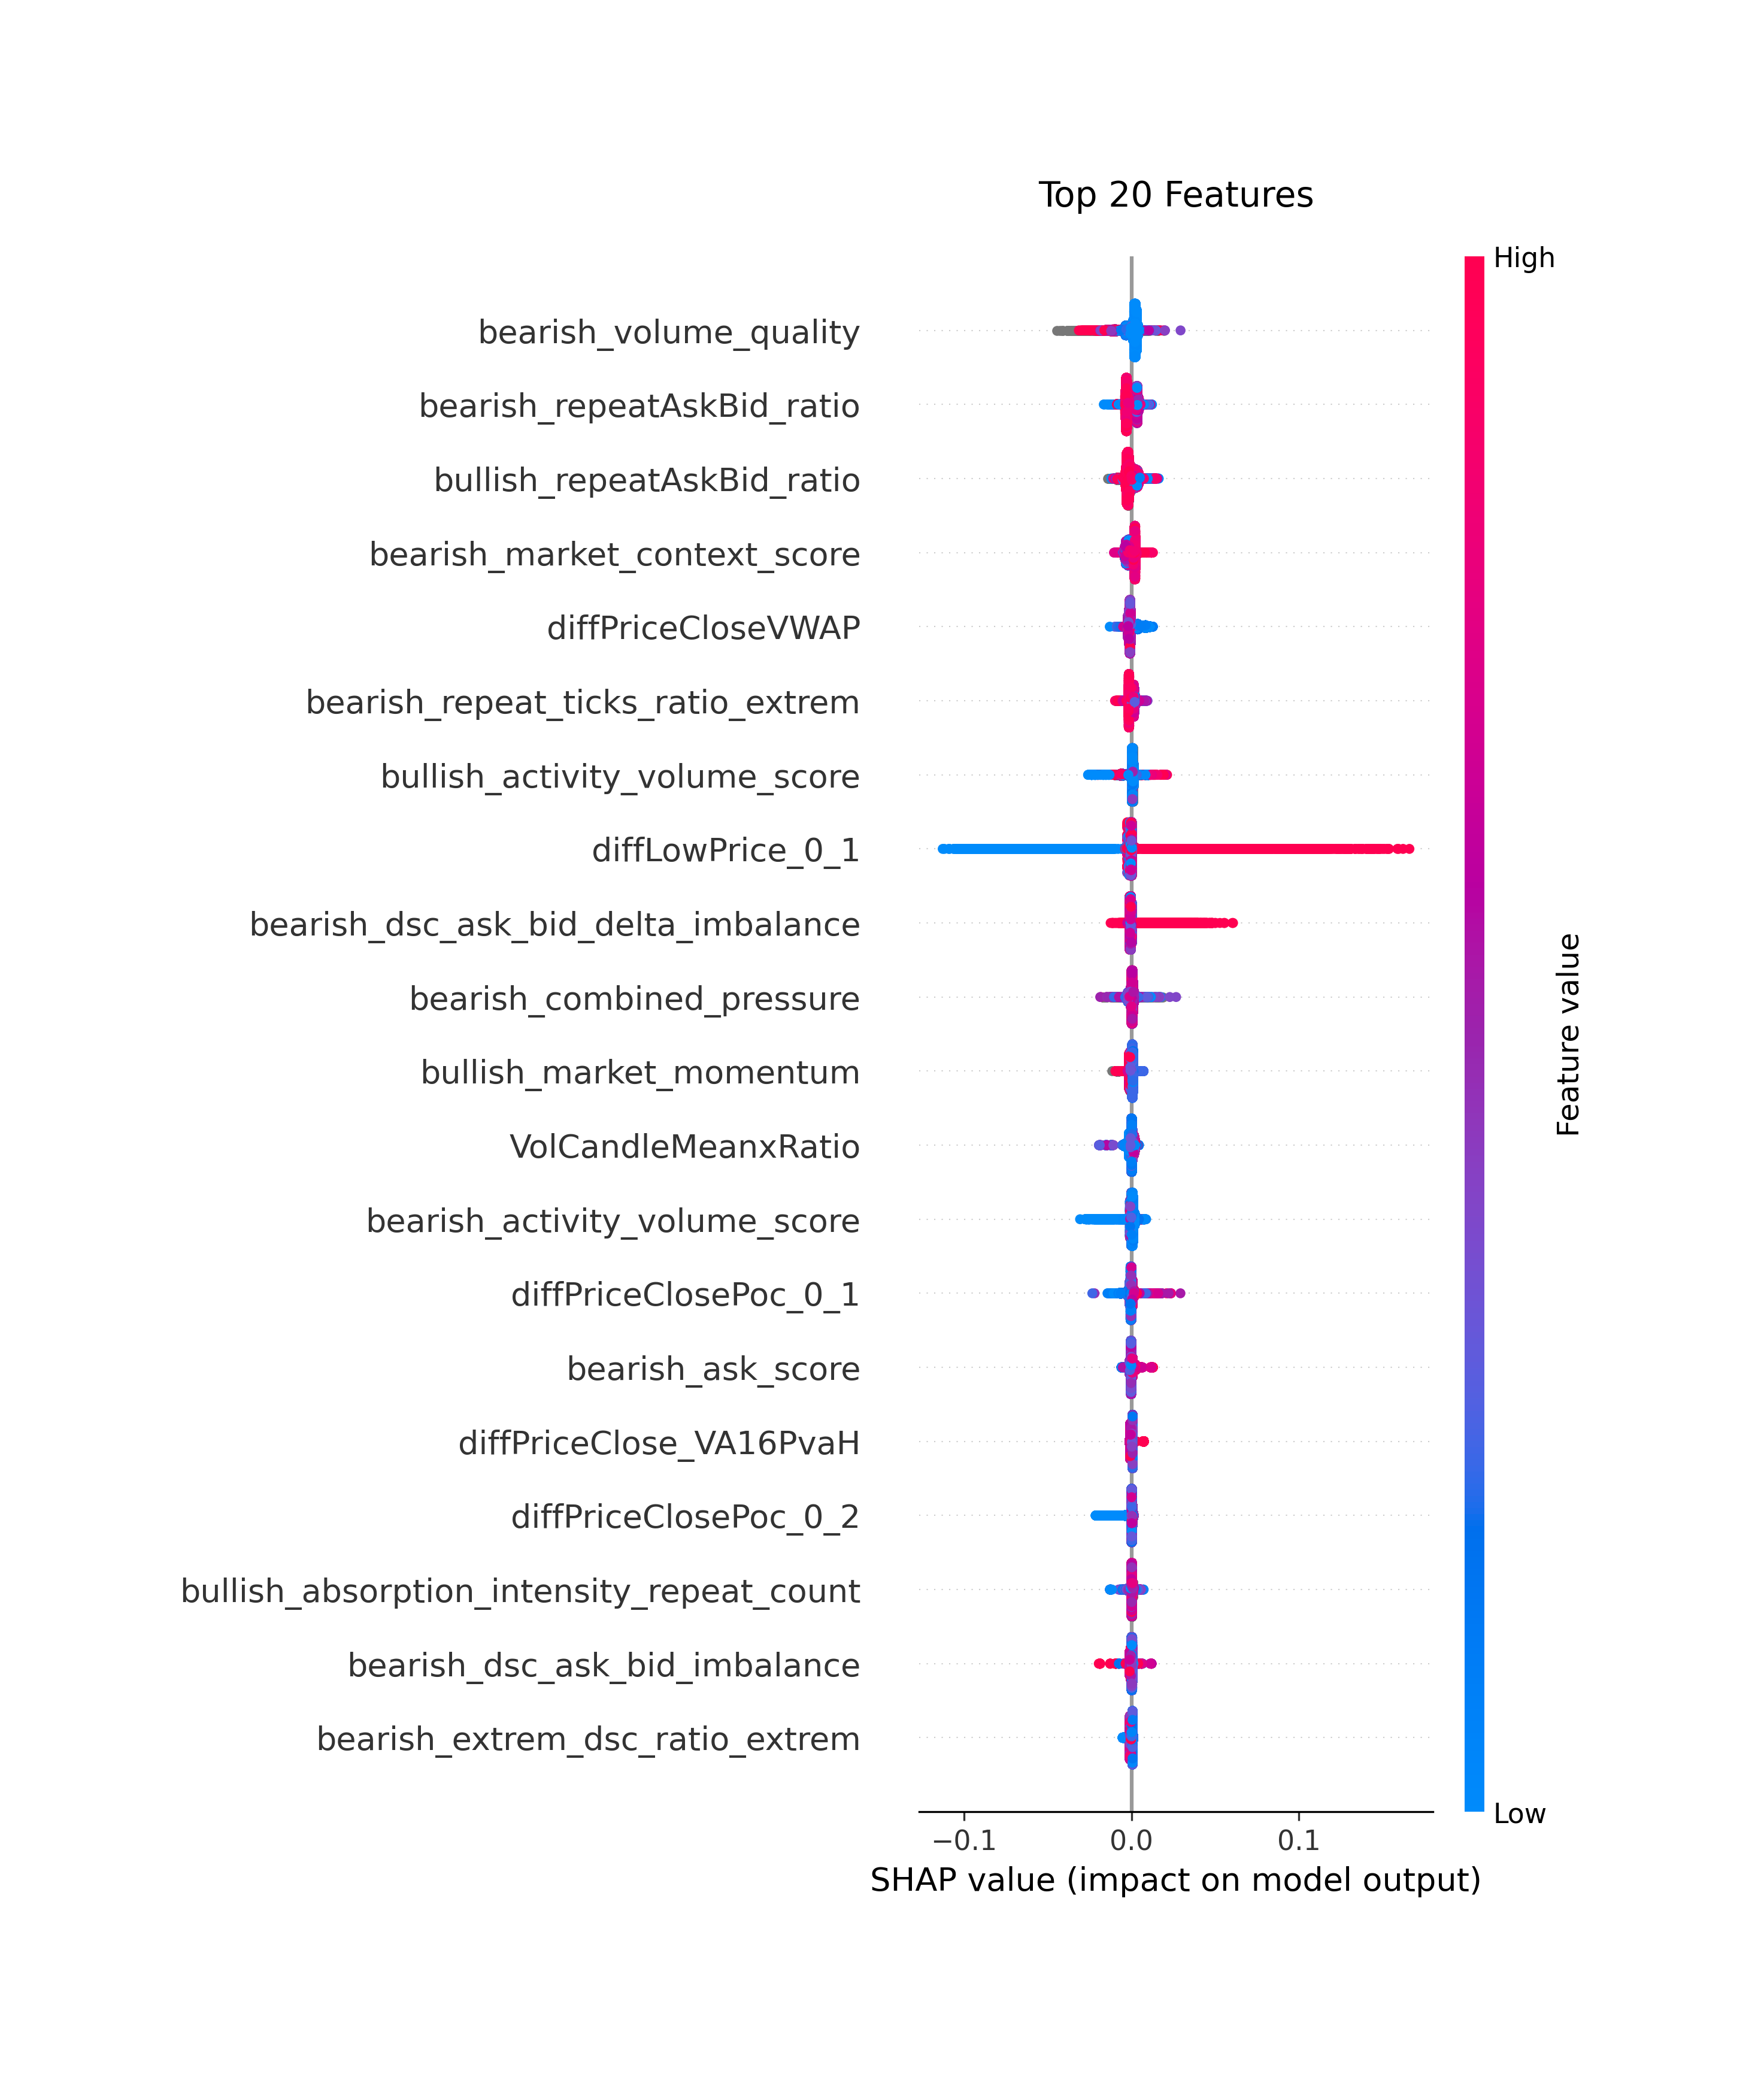 Top 20 Features
High
bearish_volume_quality
bearish_repeatAskBid_ratio
bullish_repeatAskBid_ratio
bearish_market_context_score
diffPriceCloseVWAP
bearish_repeat_ticks_ratio_extrem
bullish_activity_volume_score
diffLowPrice_0_1
bearish_dsc_ask_bid_delta_imbalance
bearish_combined_pressure
bullish_market_momentum
VolCandleMeanxRatio
bearish_activity_volume_score
diffPriceClosePoc_0_1
bearish_ask_score
diffPriceClose_VA16PvaH
diffPriceClosePoc_0_2
bullish_absorption_intensity_repeat_count
bearish_dsc_ask_bid_imbalance
bearish_extrem_dsc_ratio_extrem
Feature value
Low
−0.1 0.0 0.1
SHAP value (impact on model output)